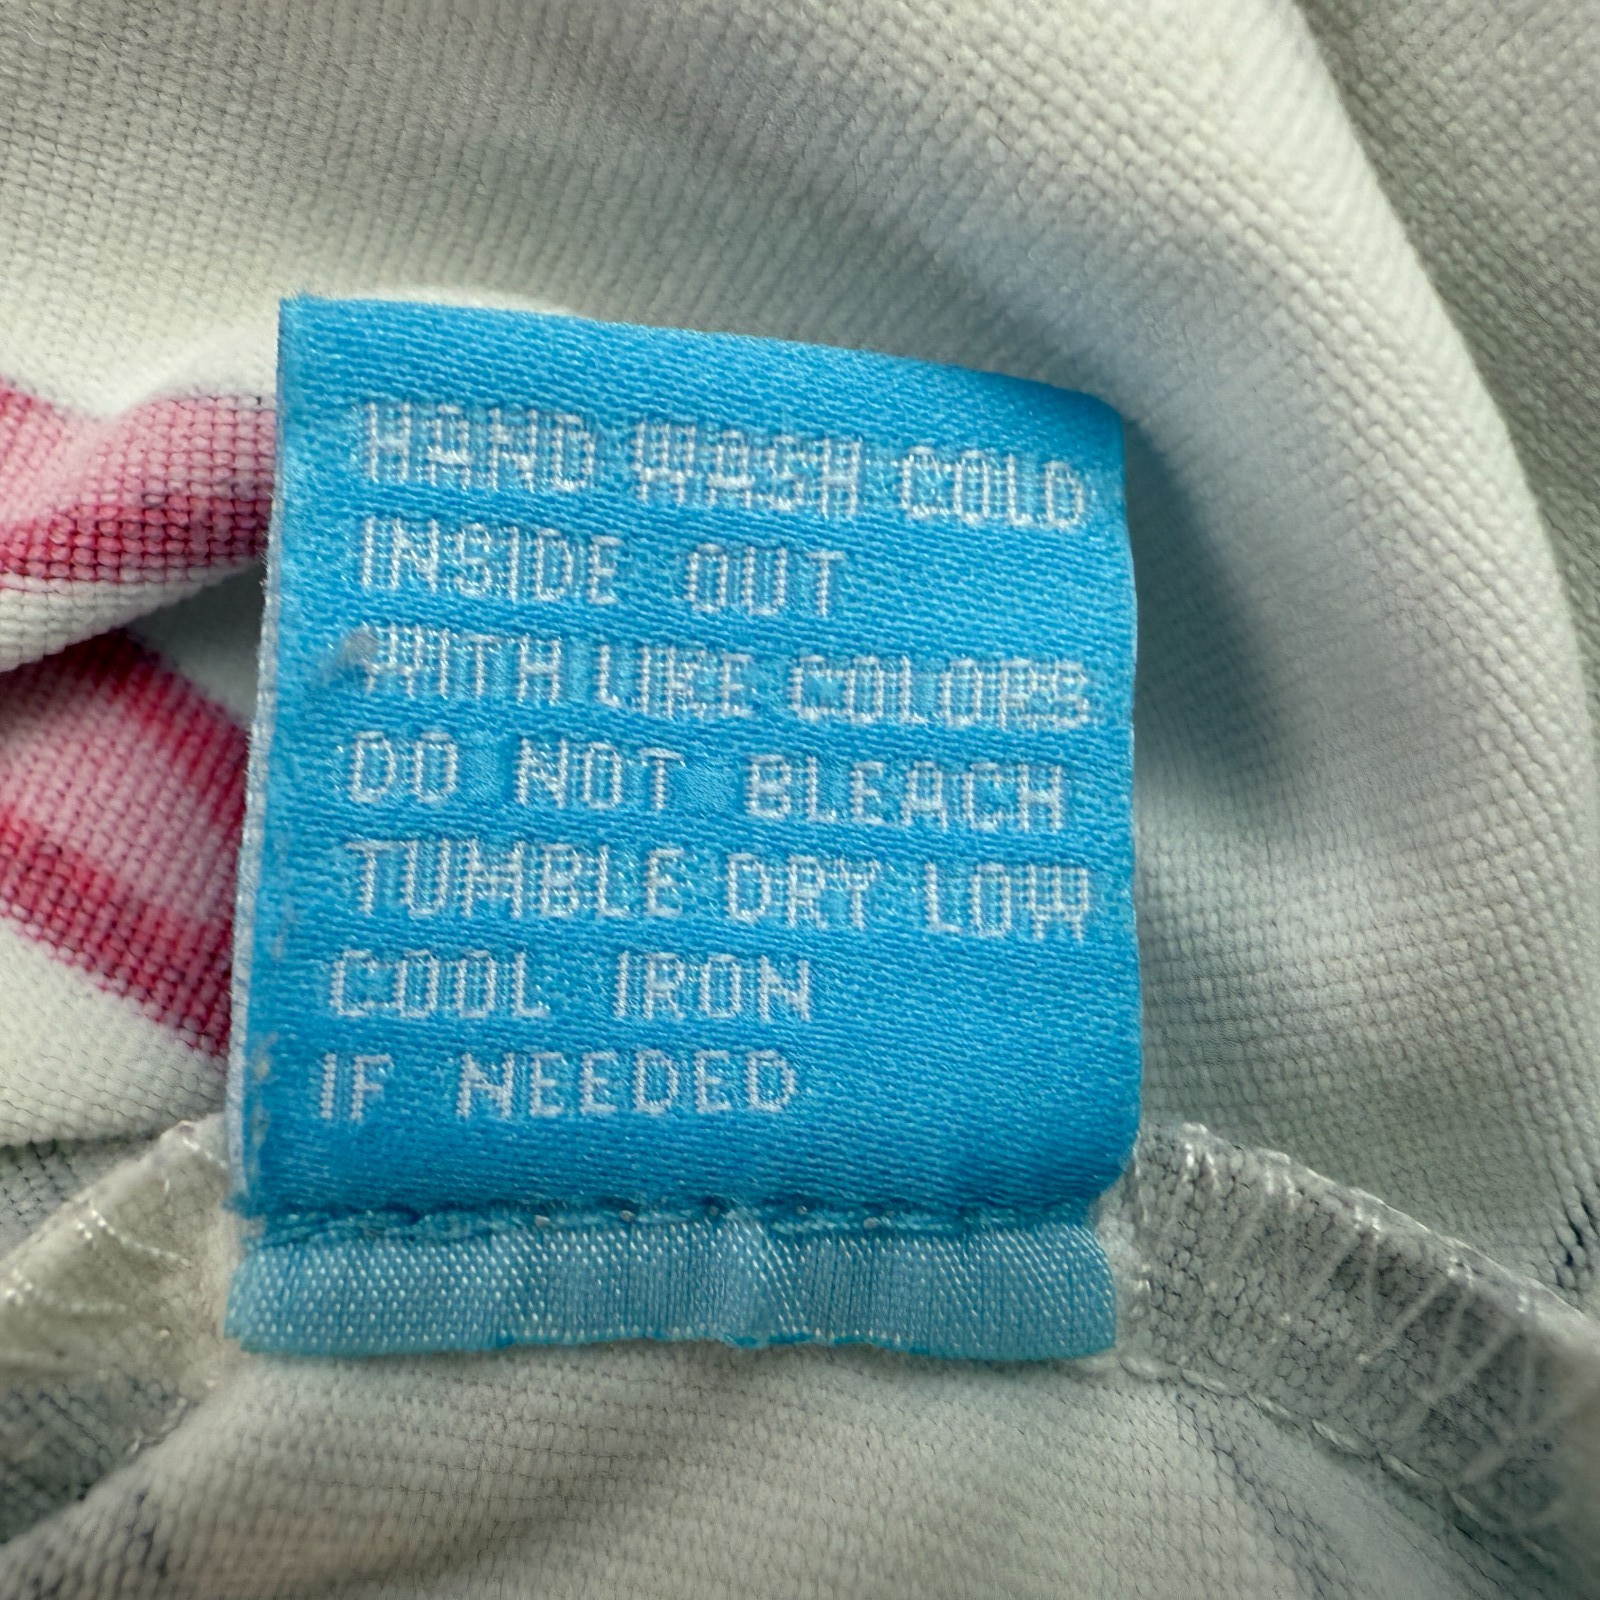 HAND WASH COLD
INSIDE OUT
WITH LIKE COLORS
DO NOT BLEACH
TUMBLE DRY LOW
COOL IRON
IF NEEDED